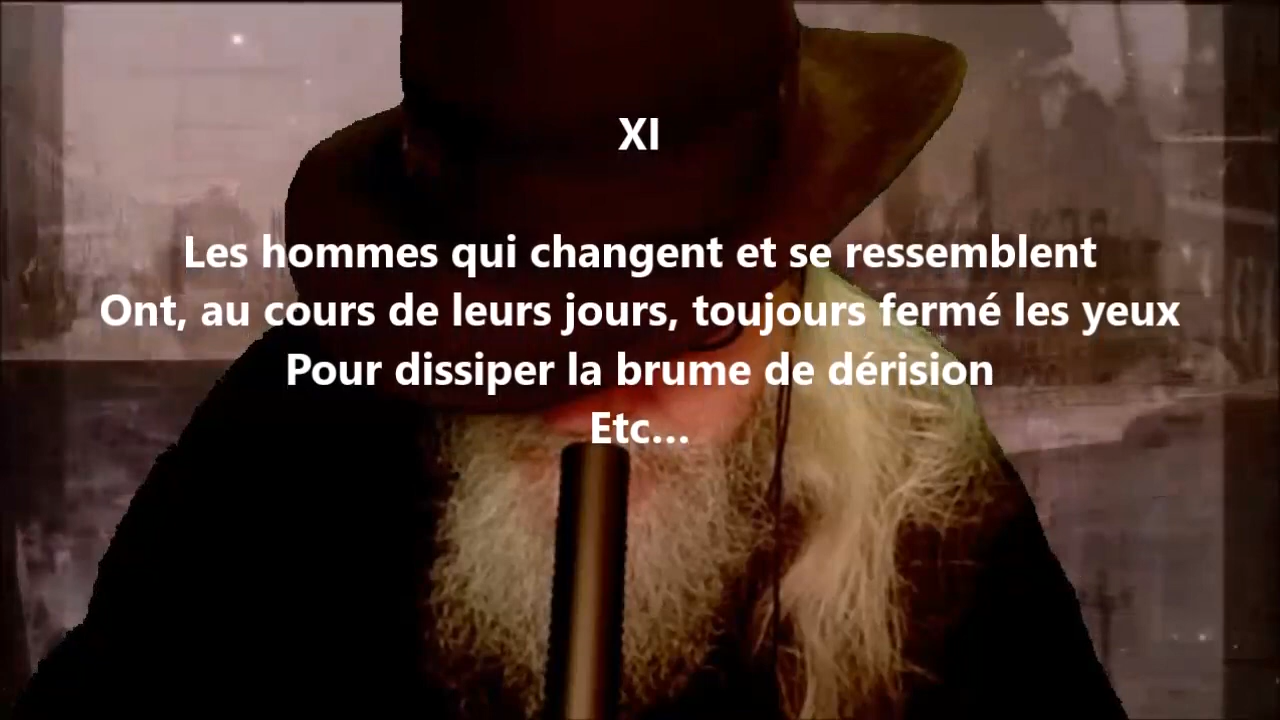 XI
Les hommes qui changent et se ressemblent
Ont, au cours de leurs jours, toujours fermé les yeux
Pour dissiper la brume de dérision
Etc…